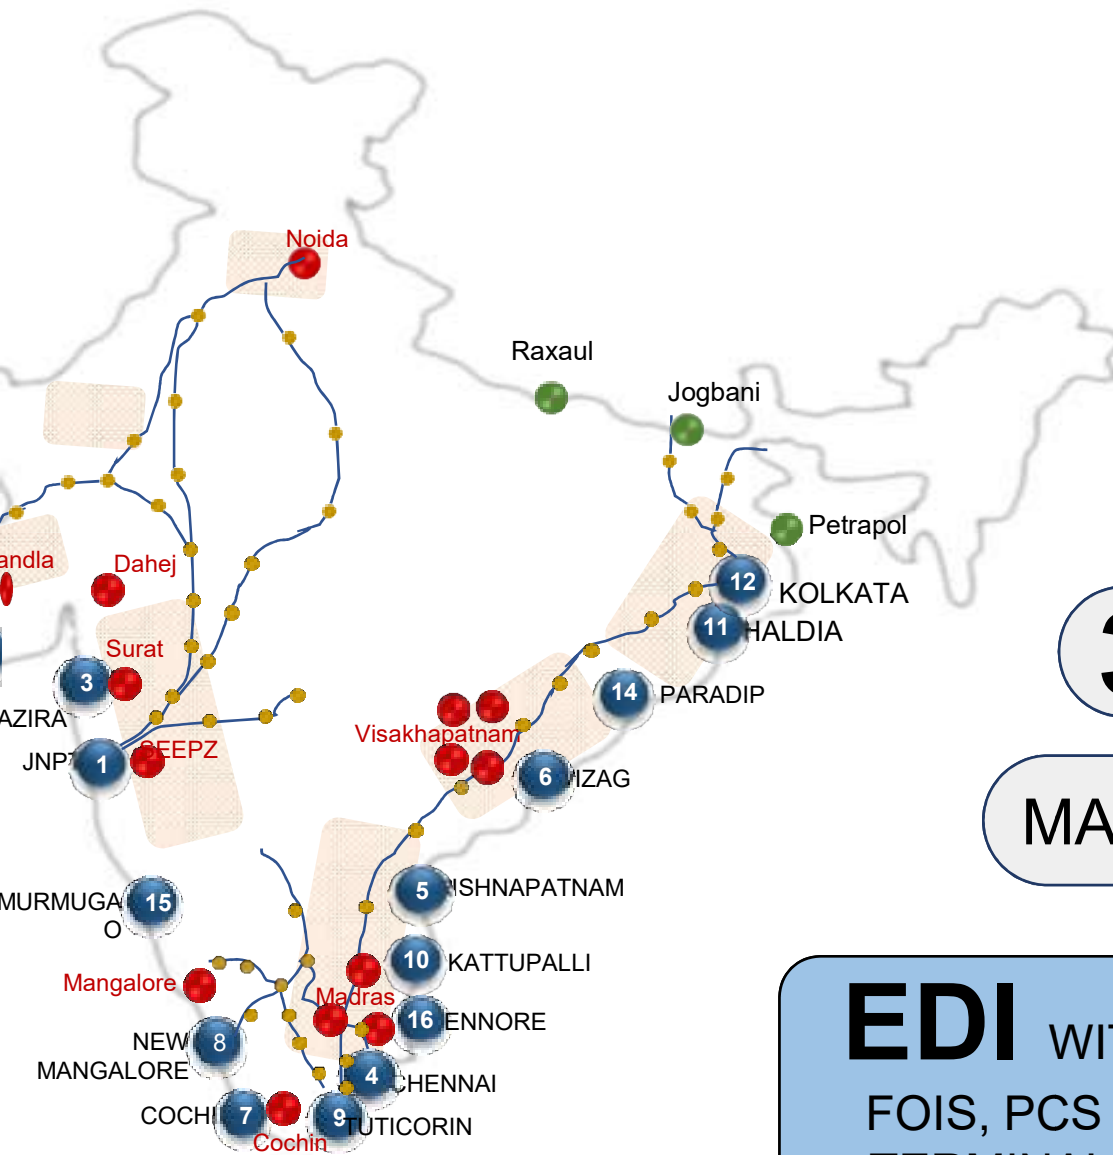 Noida
Raxaul
Jogbani
Petrapol
andla
Dahej
12
KOLKATA
11
HALDIA
Surat
3
AZIRA
14
PARADIP
Visakhapatnam
SEEPZ
JNP
1
6
IZAG
MA
5
ISHNAPATNAM
MURMUGA
O
15
10
KATTUPALLI
Mangalore
Madras
16
ENNORE
EDI WIT
NEW
MANGALORE
8
4
CHENNAI
FOIS, PCS
COCHI
7
9
TUTICORIN
Cochin